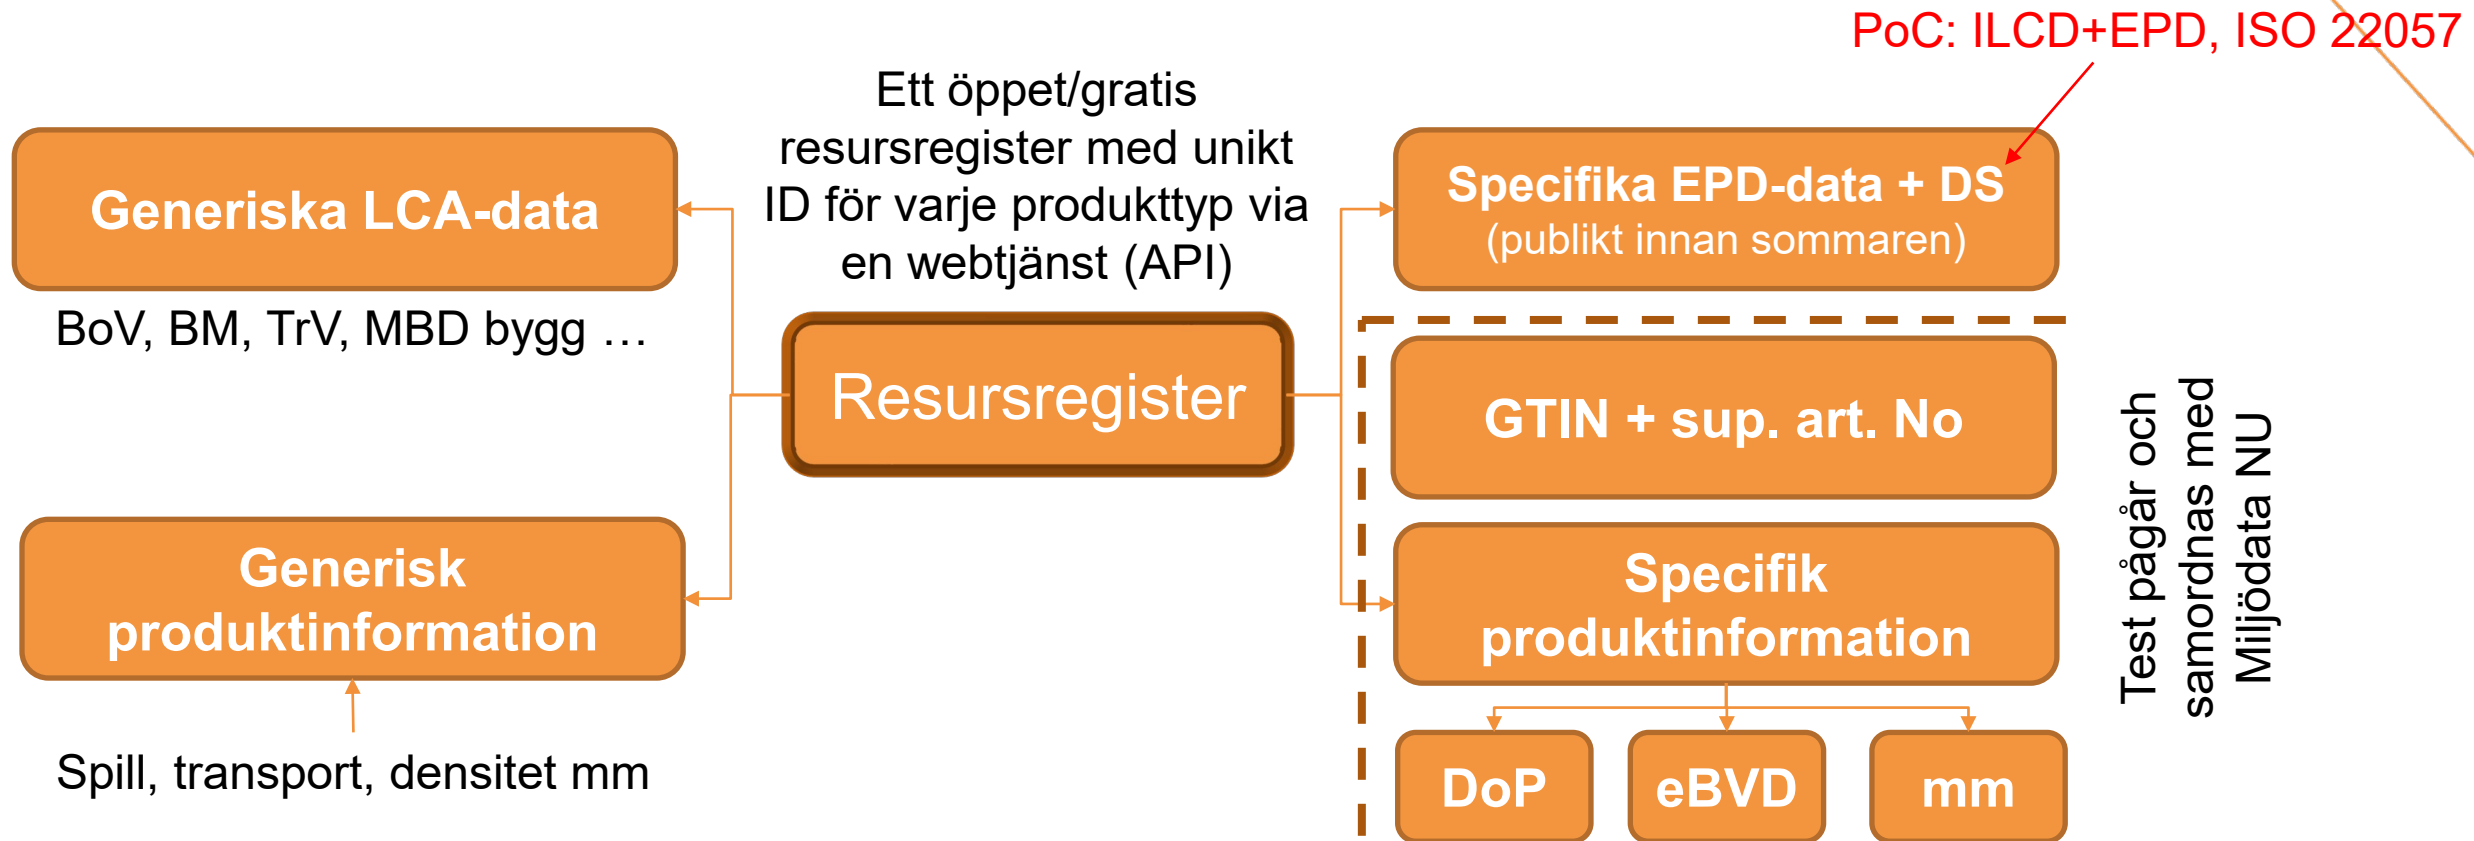 PoC: ILCD+EPD, ISO 22057
Ett öppet/gratis
resursregister med unikt
ID för varje produkttyp via
en webtjänst (API)
Generiska LCA-data
BoV, BM, TrV, MBD bygg …
Resursregister
Generisk
produktinformation
Spill, transport, densitet mm
Specifika EPD-data + DS
(publikt innan sommaren)
GTIN + sup. art. No
Specifik
produktinformation
DoP
eBVD
mm
Test pågår och
samordnas med
Miljödata NU